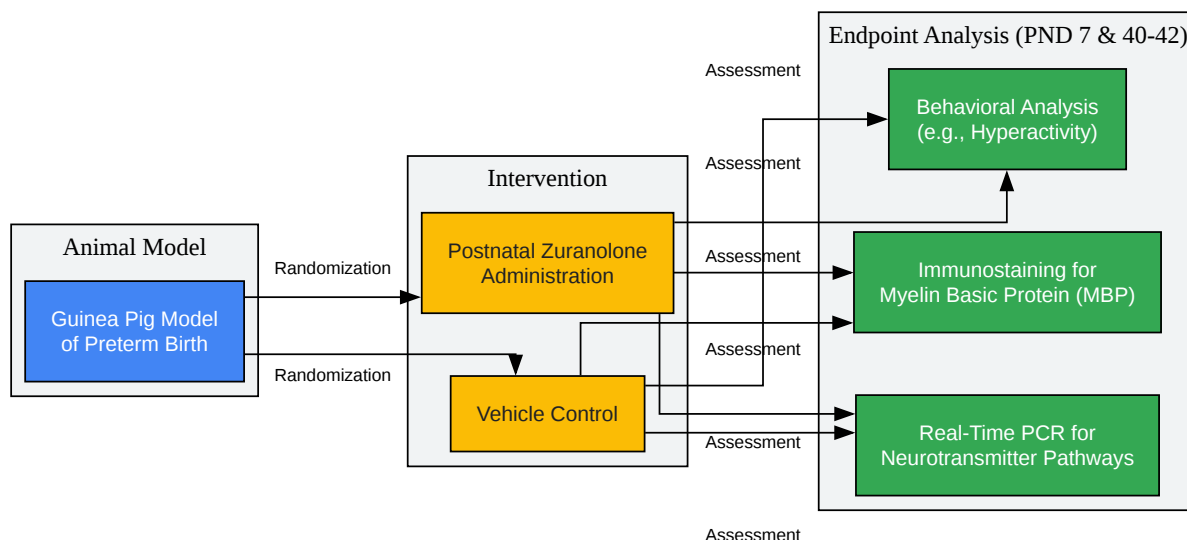 Animal Model
Guinea Pig Model
of Preterm Birth
Randomization
Randomization
Intervention
Postnatal Zuranolone
Administration
Vehicle Control
Assessment
Assessment
Assessment
Assessment
Assessment
Assessment
Endpoint Analysis (PND 7 & 40-42)
Behavioral Analysis
(e.g., Hyperactivity)
Immunostaining for
Myelin Basic Protein (MBP)
Real-Time PCR for
Neurotransmitter Pathways